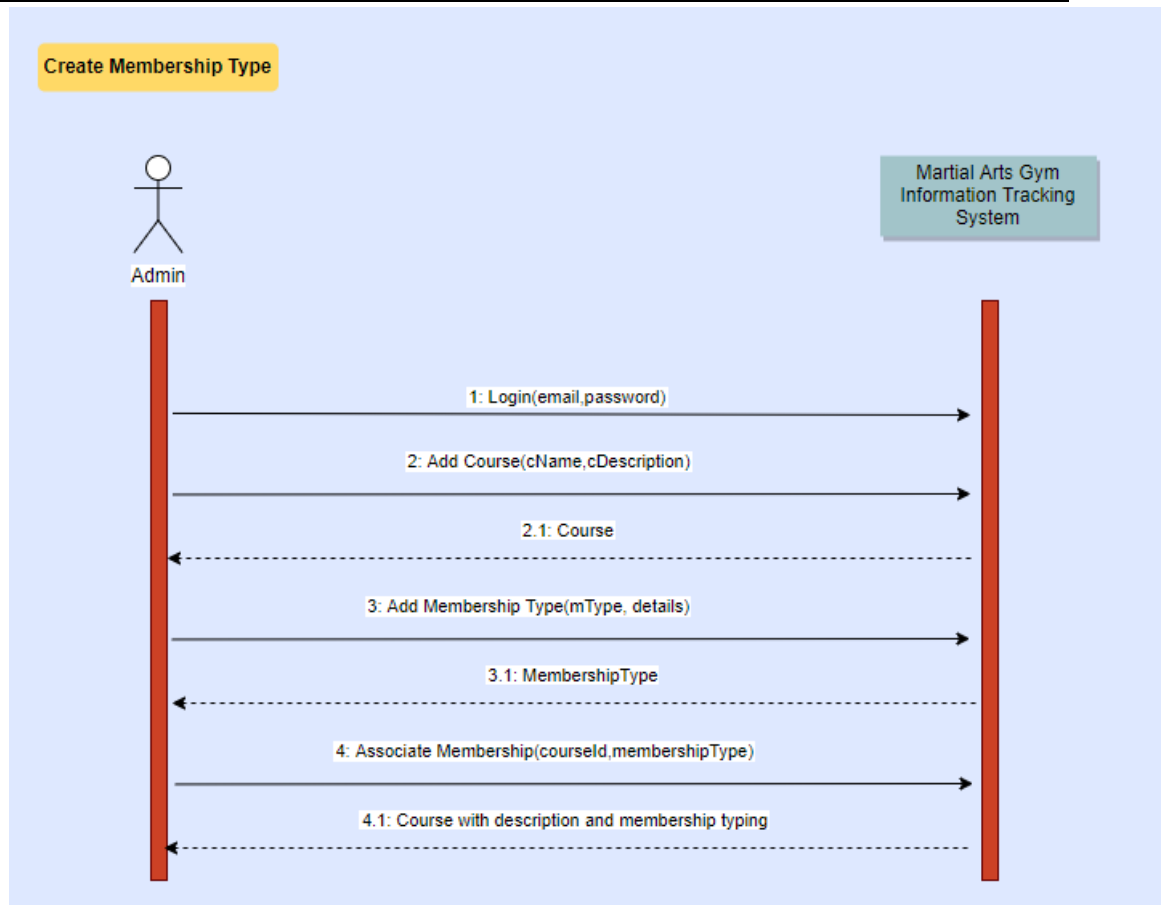 Create Membership Type
Martial Arts Gym
Information Tracking
System
Admin
1: Login(email,password)
2: Add Course(cName,cDescription)
2.1: Course
3: Add Membership Type(mType, details)
3.1: MembershipType
4: Associate Membership(courseId,membershipType)
4.1: Course with description and membership typing